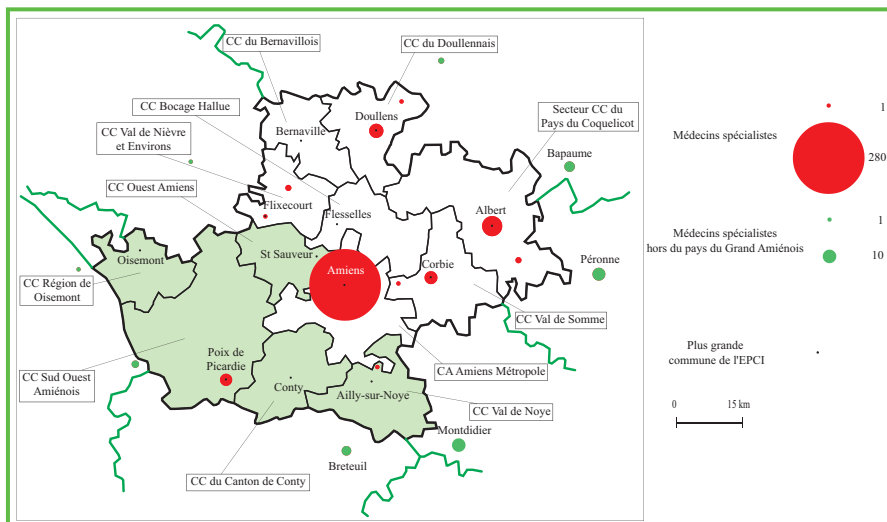 CC du Bernavillois
CC du Doullennais
CC Bocage Hallue
Secteur CC du
Pays du Coquelicot
CC Val de Nièvre
et Environs
CC Ouest Amiens
Bernaville
Doullens
Bapaume
Flixecourt
Flesselles
Albert
Oisemont
St Sauveur
Amiens
Corbie
Péronne
CC Région de
Oisemont
CC Val de Somme
CC Sud Ouest
Amiénois
Poix de
Picardie
Conty
Ailly-sur-Noye
CA Amiens Métropole
CC Val de Noye
Montdidier
Breteuil
CC du Canton de Conty
1
Médecins spécialistes
280
1
Médecins spécialistes
hors du pays du Grand Amiénois
10
Plus grande
commune de l'EPCI
0
15 km